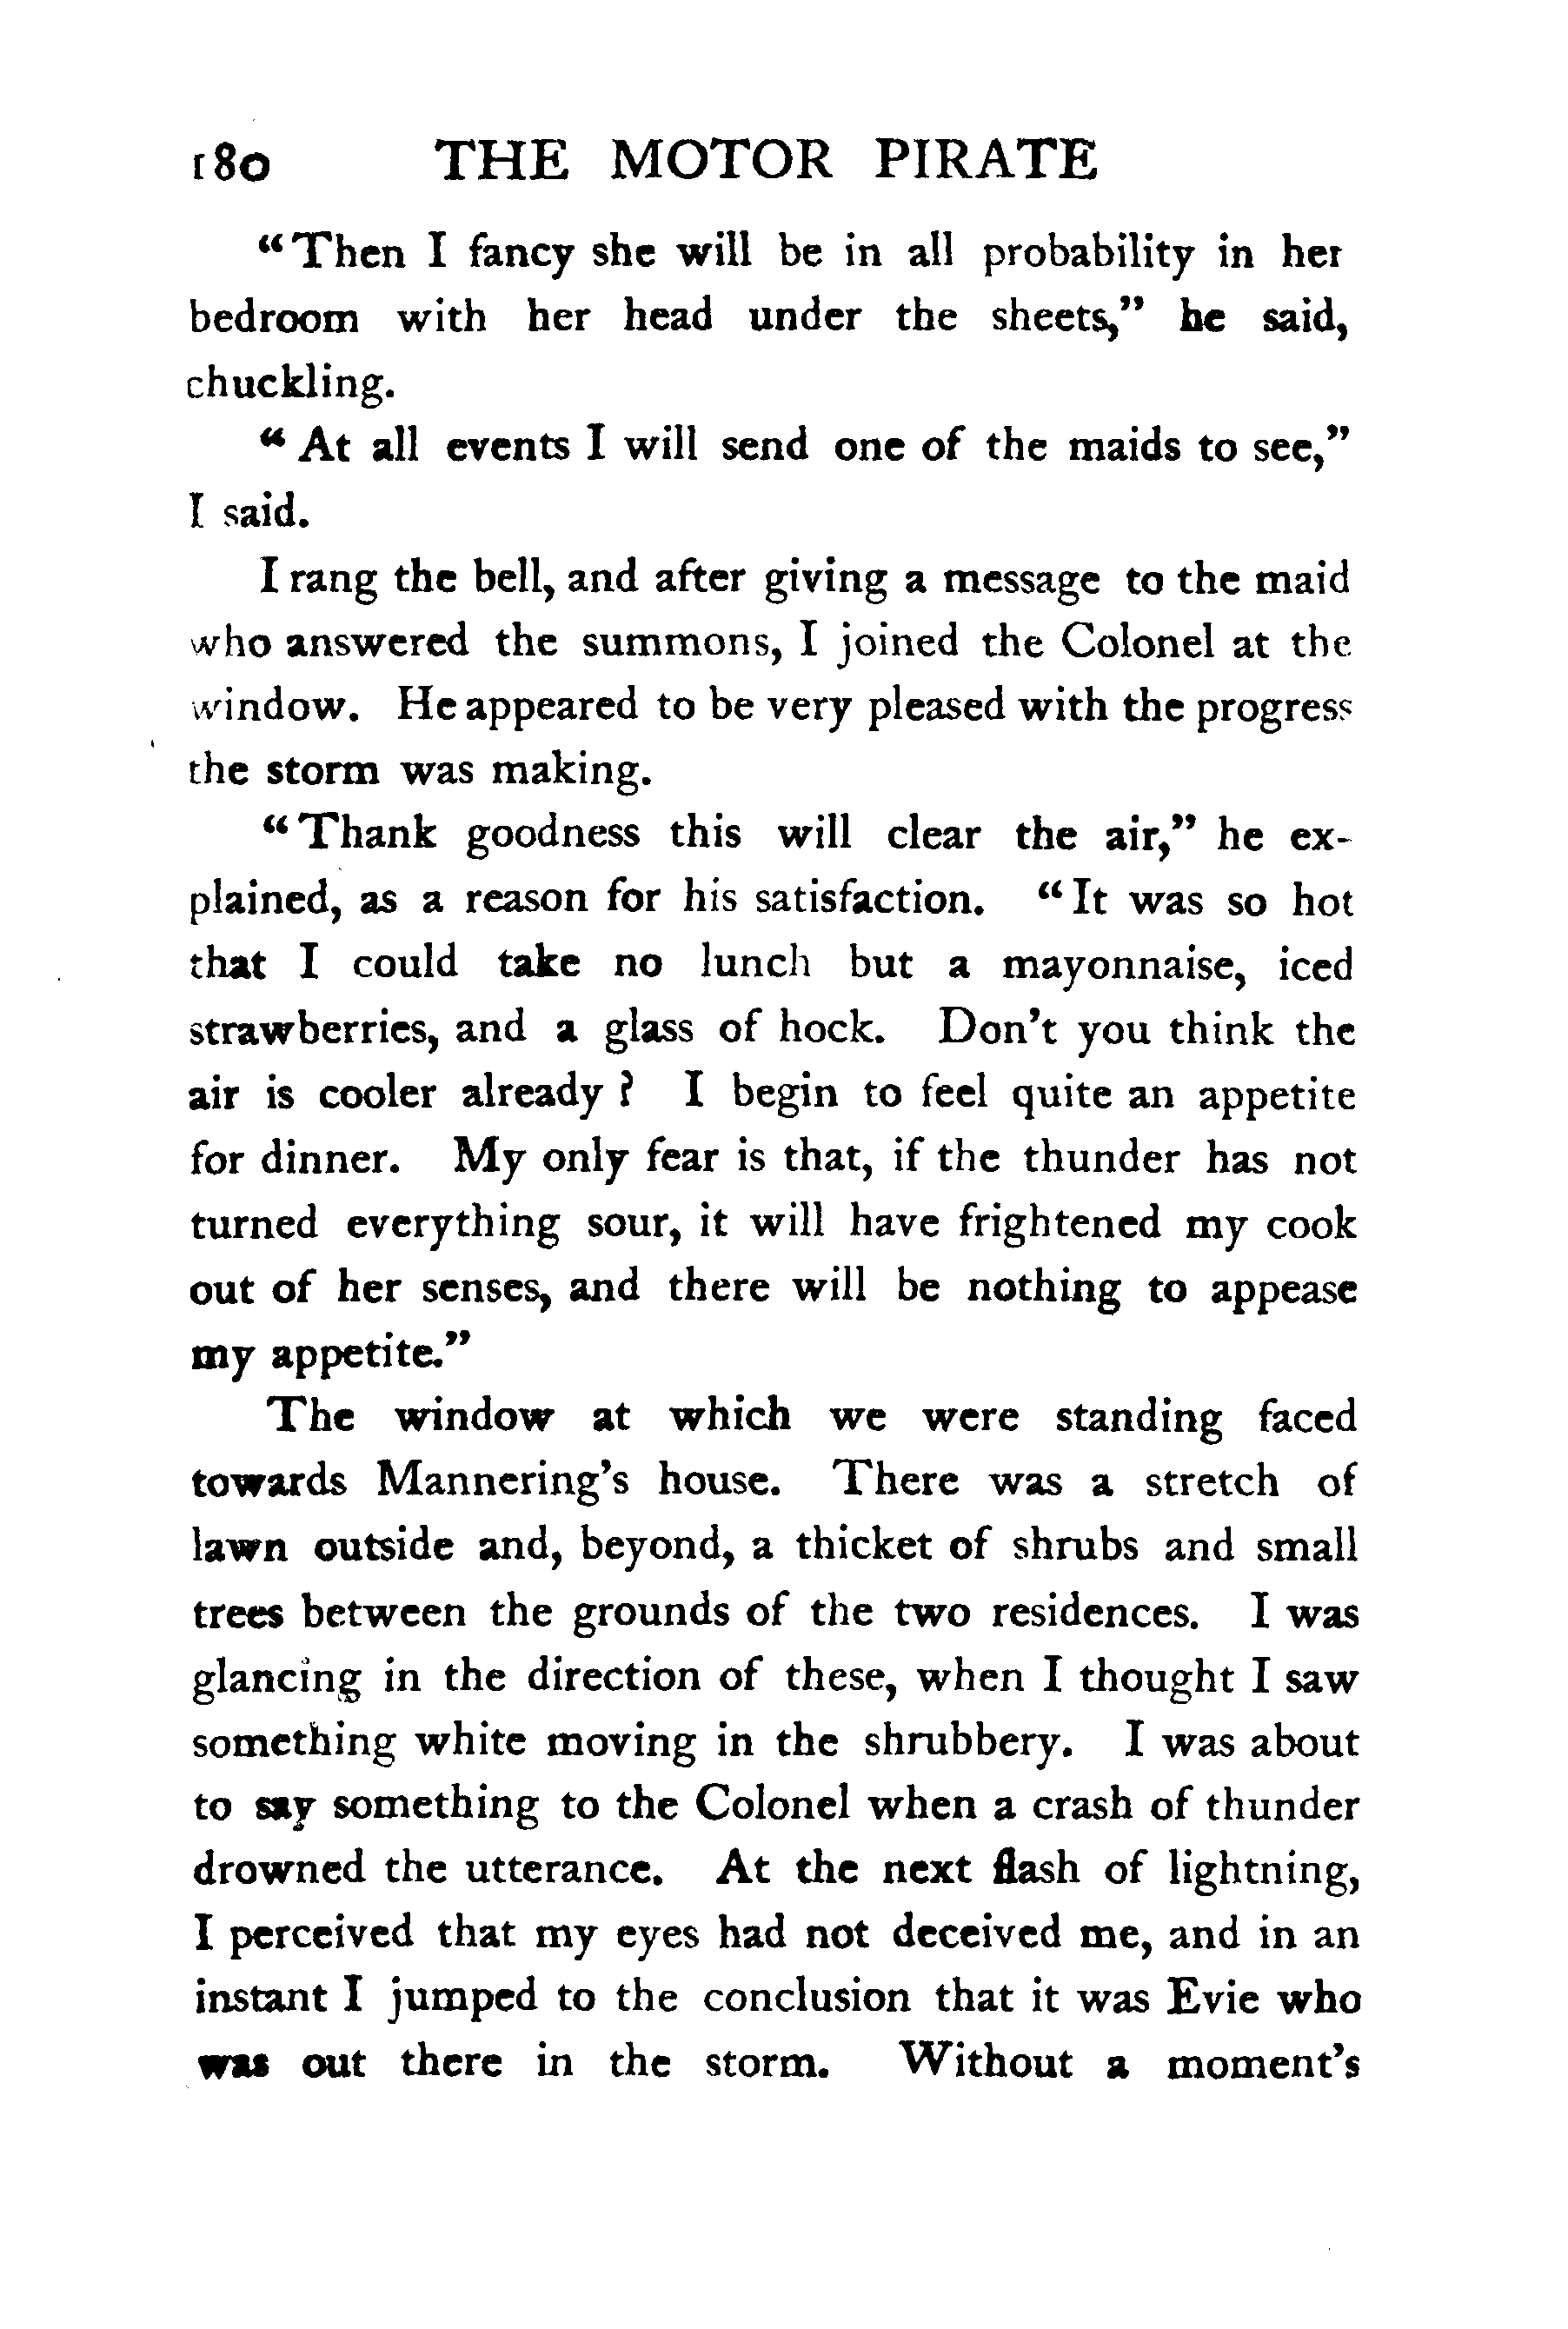 180 THE MOTOR PIRATE
“Then I fancy she will be in all probability in her
bedroom with her head under the sheets,” he said,
chuckling.
“At all events I will send one of the maids to see,”
I said.
I rang the bell, and after giving a message to the maid
who answered the summons, I joined the Colonel at the
window. He appeared to be very pleased with the progress
the storm was making.
“Thank goodness this will clear the air,” he ex-
plained, as a reason for his satisfaction. “It was so hot
that I could take no lunch but a mayonnaise, iced
strawberries, and a glass of hock. Don’t you think the
air is cooler already ? I begin to feel quite an appetite
for dinner. My only fear is that, if the thunder has not
turned everything sour, it will have frightened my cook
out of her senses, and there will be nothing to appease
my appetite.”
The window at which we were standing faced
towards Mannering’s house. There was a stretch of
lawn outside and, beyond, a thicket of shrubs and small
trees between the grounds of the two residences. I was
glancing in the direction of these, when I thought I saw
something white moving in the shrubbery. I was about
to say something to the Colonel when a crash of thunder
drowned the utterance. At the next flash of lightning,
I perceived that my eyes had not deceived me, and in an
instant I jumped to the conclusion that it was Evie who
was out there in the storm. Without a moment’s